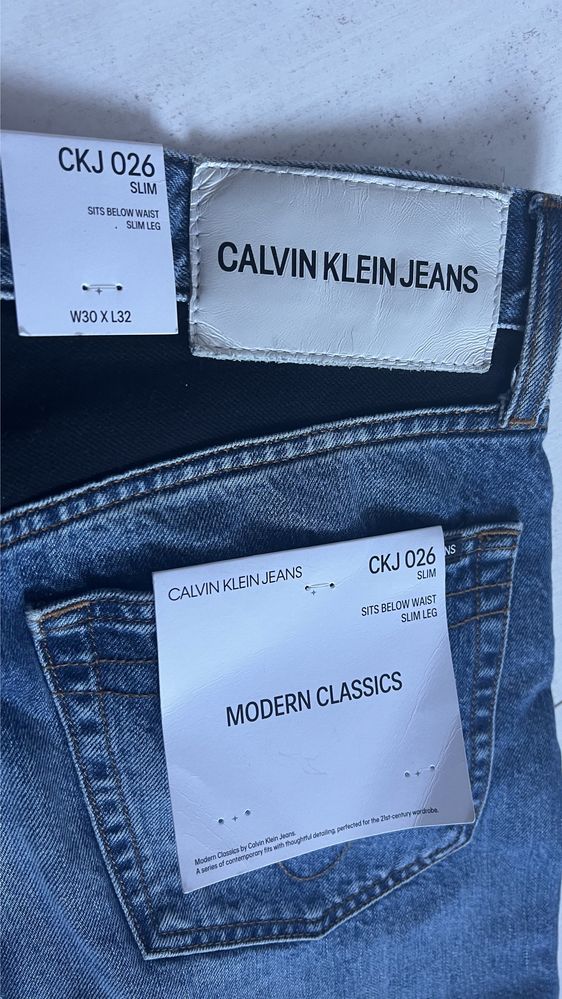 CKJ 026
SLIM
SITS BELOW WAIST
SLIM LEG
W30 X L32
CALVIN KLEIN JEANS
CALVIN KLEIN JEANS
CKJ 026
SLIM
SITS BELOW WAIST
SLIM LEG
MODERN CLASSICS
Modern Classics by Calvin Klein Jeans.
A series of contemporary fits with thoughtful detailing, perfected for the 21st-century wardrobe.
NS